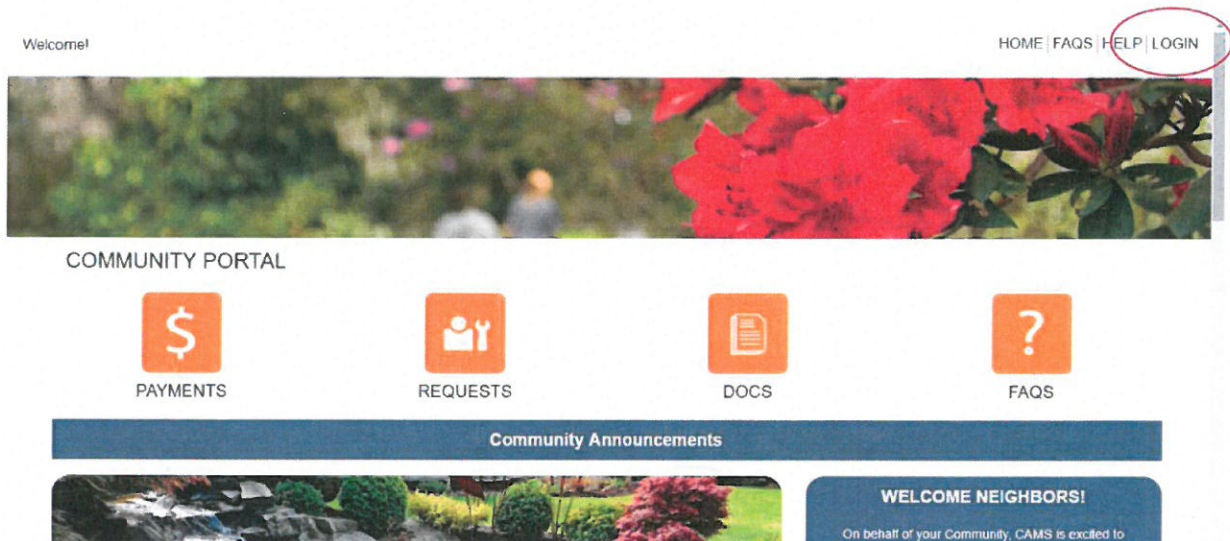 Welcome!
HOME | FAQS | HELP | LOGIN
COMMUNITY PORTAL
$
?
PAYMENTS
REQUESTS
DOCS
FAQS
Community Announcements
WELCOME NEIGHBORS!
On behalf of your Community, CAMS is excited to